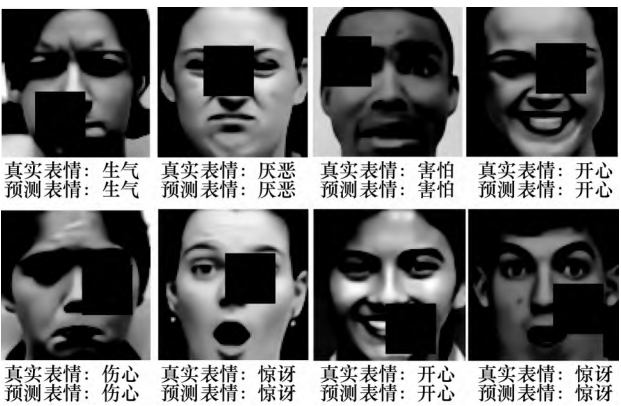 真实表情：生气
预测表情：生气
真实表情：厌恶
预测表情：厌恶
真实表情：害怕
预测表情：害怕
真实表情：开心
预测表情：开心
真实表情：伤心
预测表情：伤心
真实表情：惊讶
预测表情：惊讶
真实表情：开心
预测表情：开心
真实表情：惊讶
预测表情：惊讶